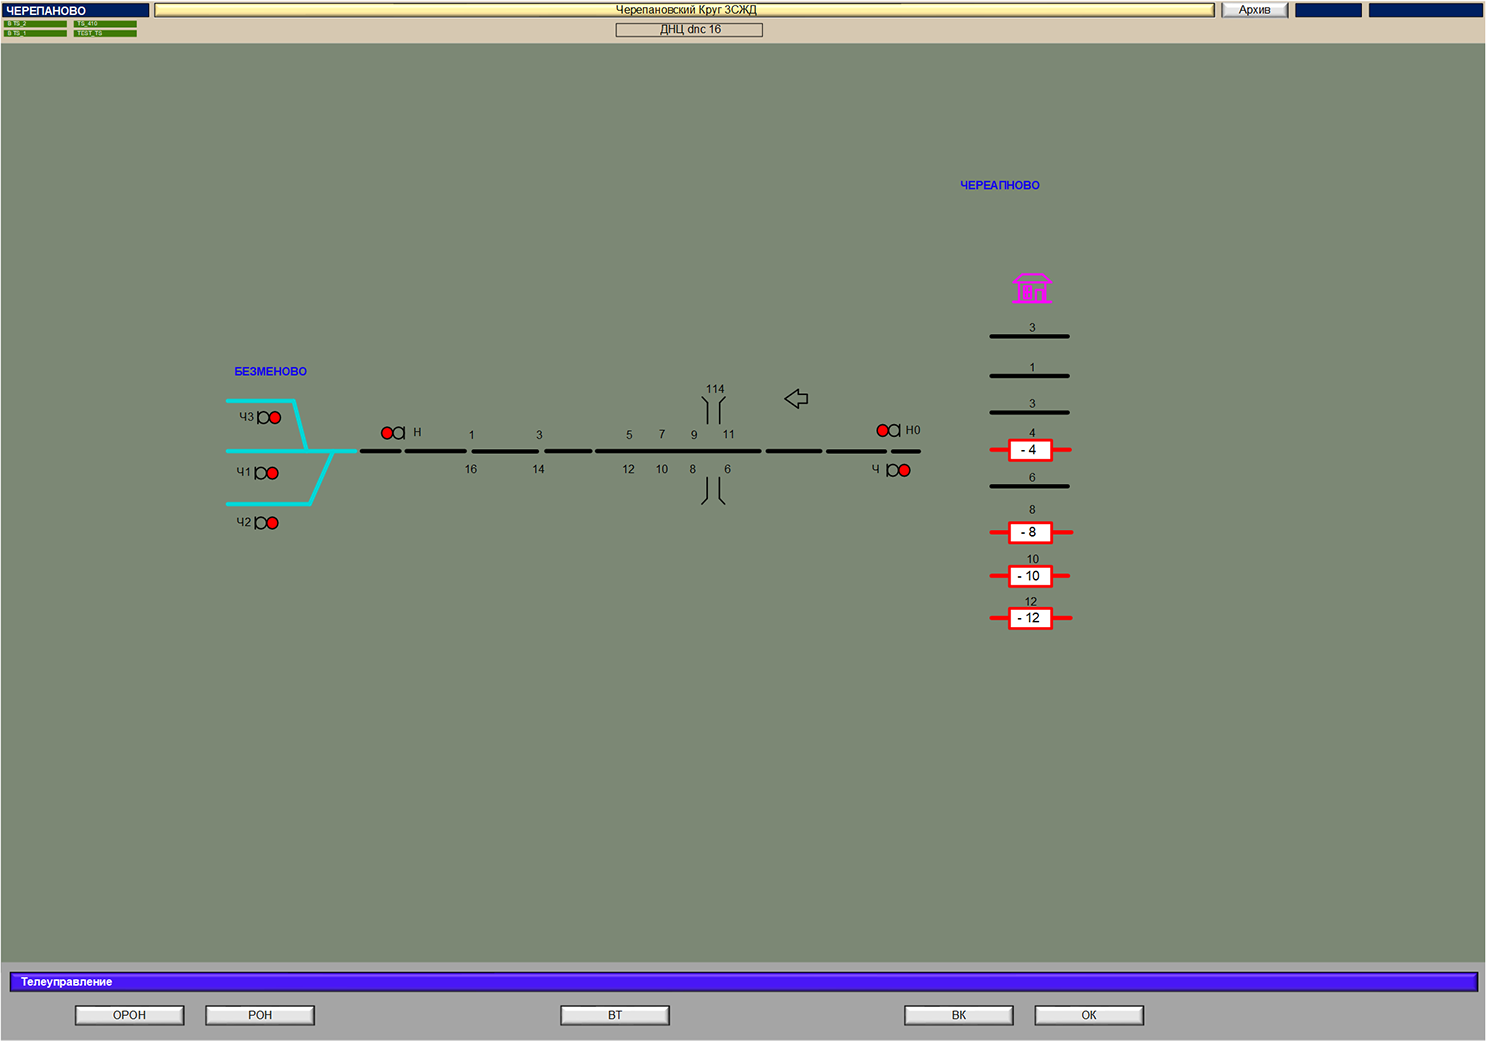 ЧЕРЕПАНОВО Черепановский Круг ЗСЖД Архив
B TS_2 TS_410
B TS_1 TEST_TS
ДНЦ dnc 16
ЧЕРЕАПНОВО
3
БЕЗМЕНОВО
1
114
Ч3
3
Н 1 3 5 7 9 11 Н0
4
- 4
Ч1 16 14 12 10 8 6 Ч
6
8
Ч2
- 8
10
- 10
12
- 12
Телеуправление
ОРОН РОН ВТ ВК ОК